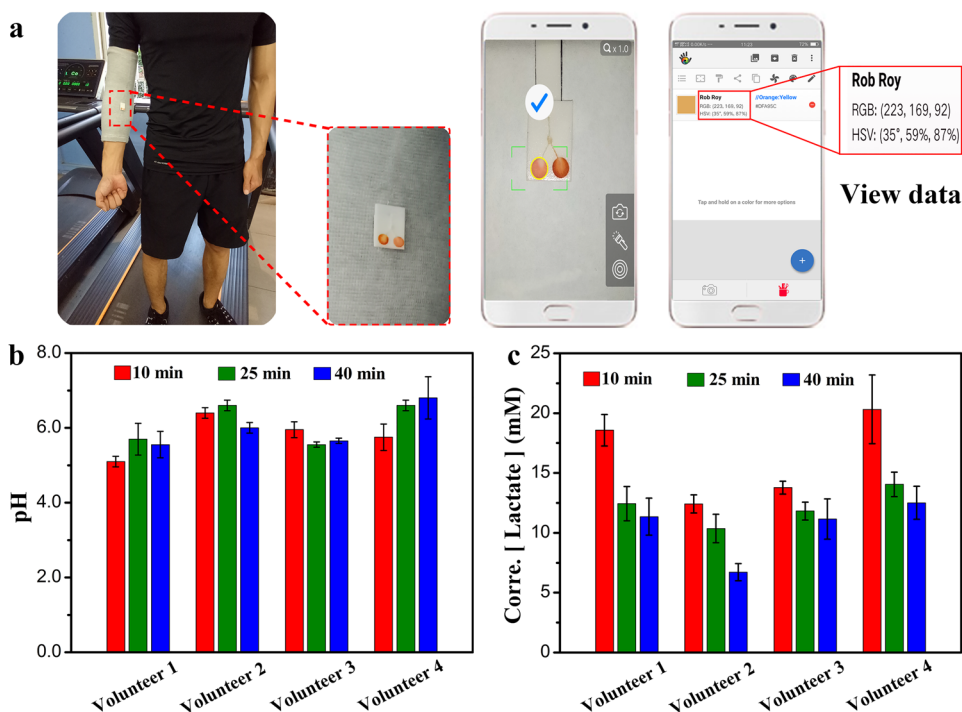 a
x 1.0
11:23
Rob Roy
RGB: (223, 169, 92)
HSV: (35°, 59%, 87%)
//Orange:Yellow
#DFA95C
Tap and hold on a color for more options
+
Rob Roy
RGB: (223, 169, 92)
HSV: (35°, 59%, 87%)
View data
b
10 min 25 min 40 min
pH
8.0
6.0
4.0
2.0
0.0
Volunteer 1 Volunteer 2 Volunteer 3 Volunteer 4
c
10 min 25 min 40 min
Corre. [ Lactate ] (mM)
25
20
15
10
5
0
Volunteer 1 Volunteer 2 Volunteer 3 Volunteer 4